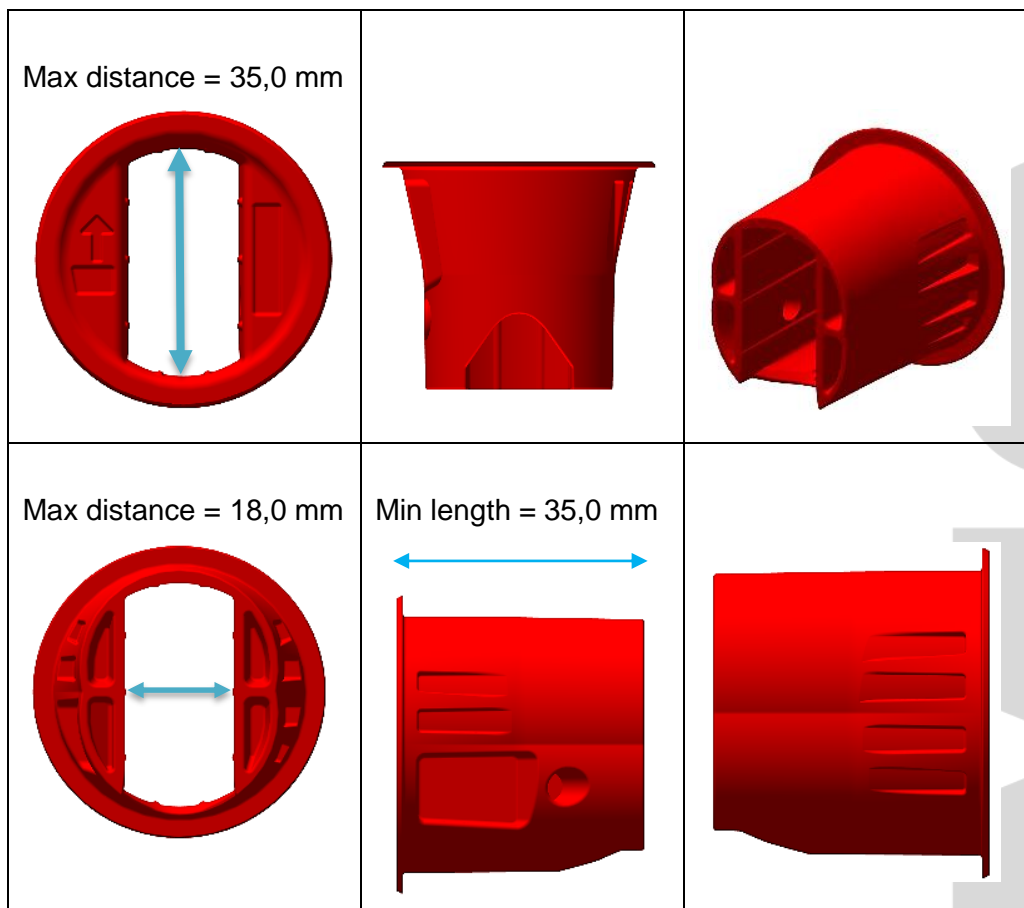 Max distance = 35,0 mm
Max distance = 18,0 mm
Min length = 35,0 mm